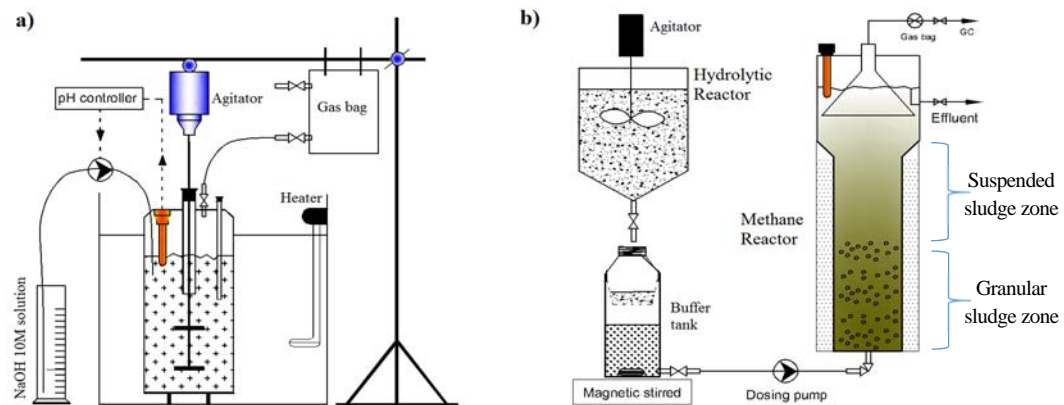 a)
pH controller
Agitator
Gas bag
Heater
NaOH 10M solution
b)
Agitator
Hydrolytic
Reactor
Gas bag
GC
Effluent
Suspended
sludge zone
Methane
Reactor
Granular
sludge zone
Buffer
tank
Magnetic stirred
Dosing pump